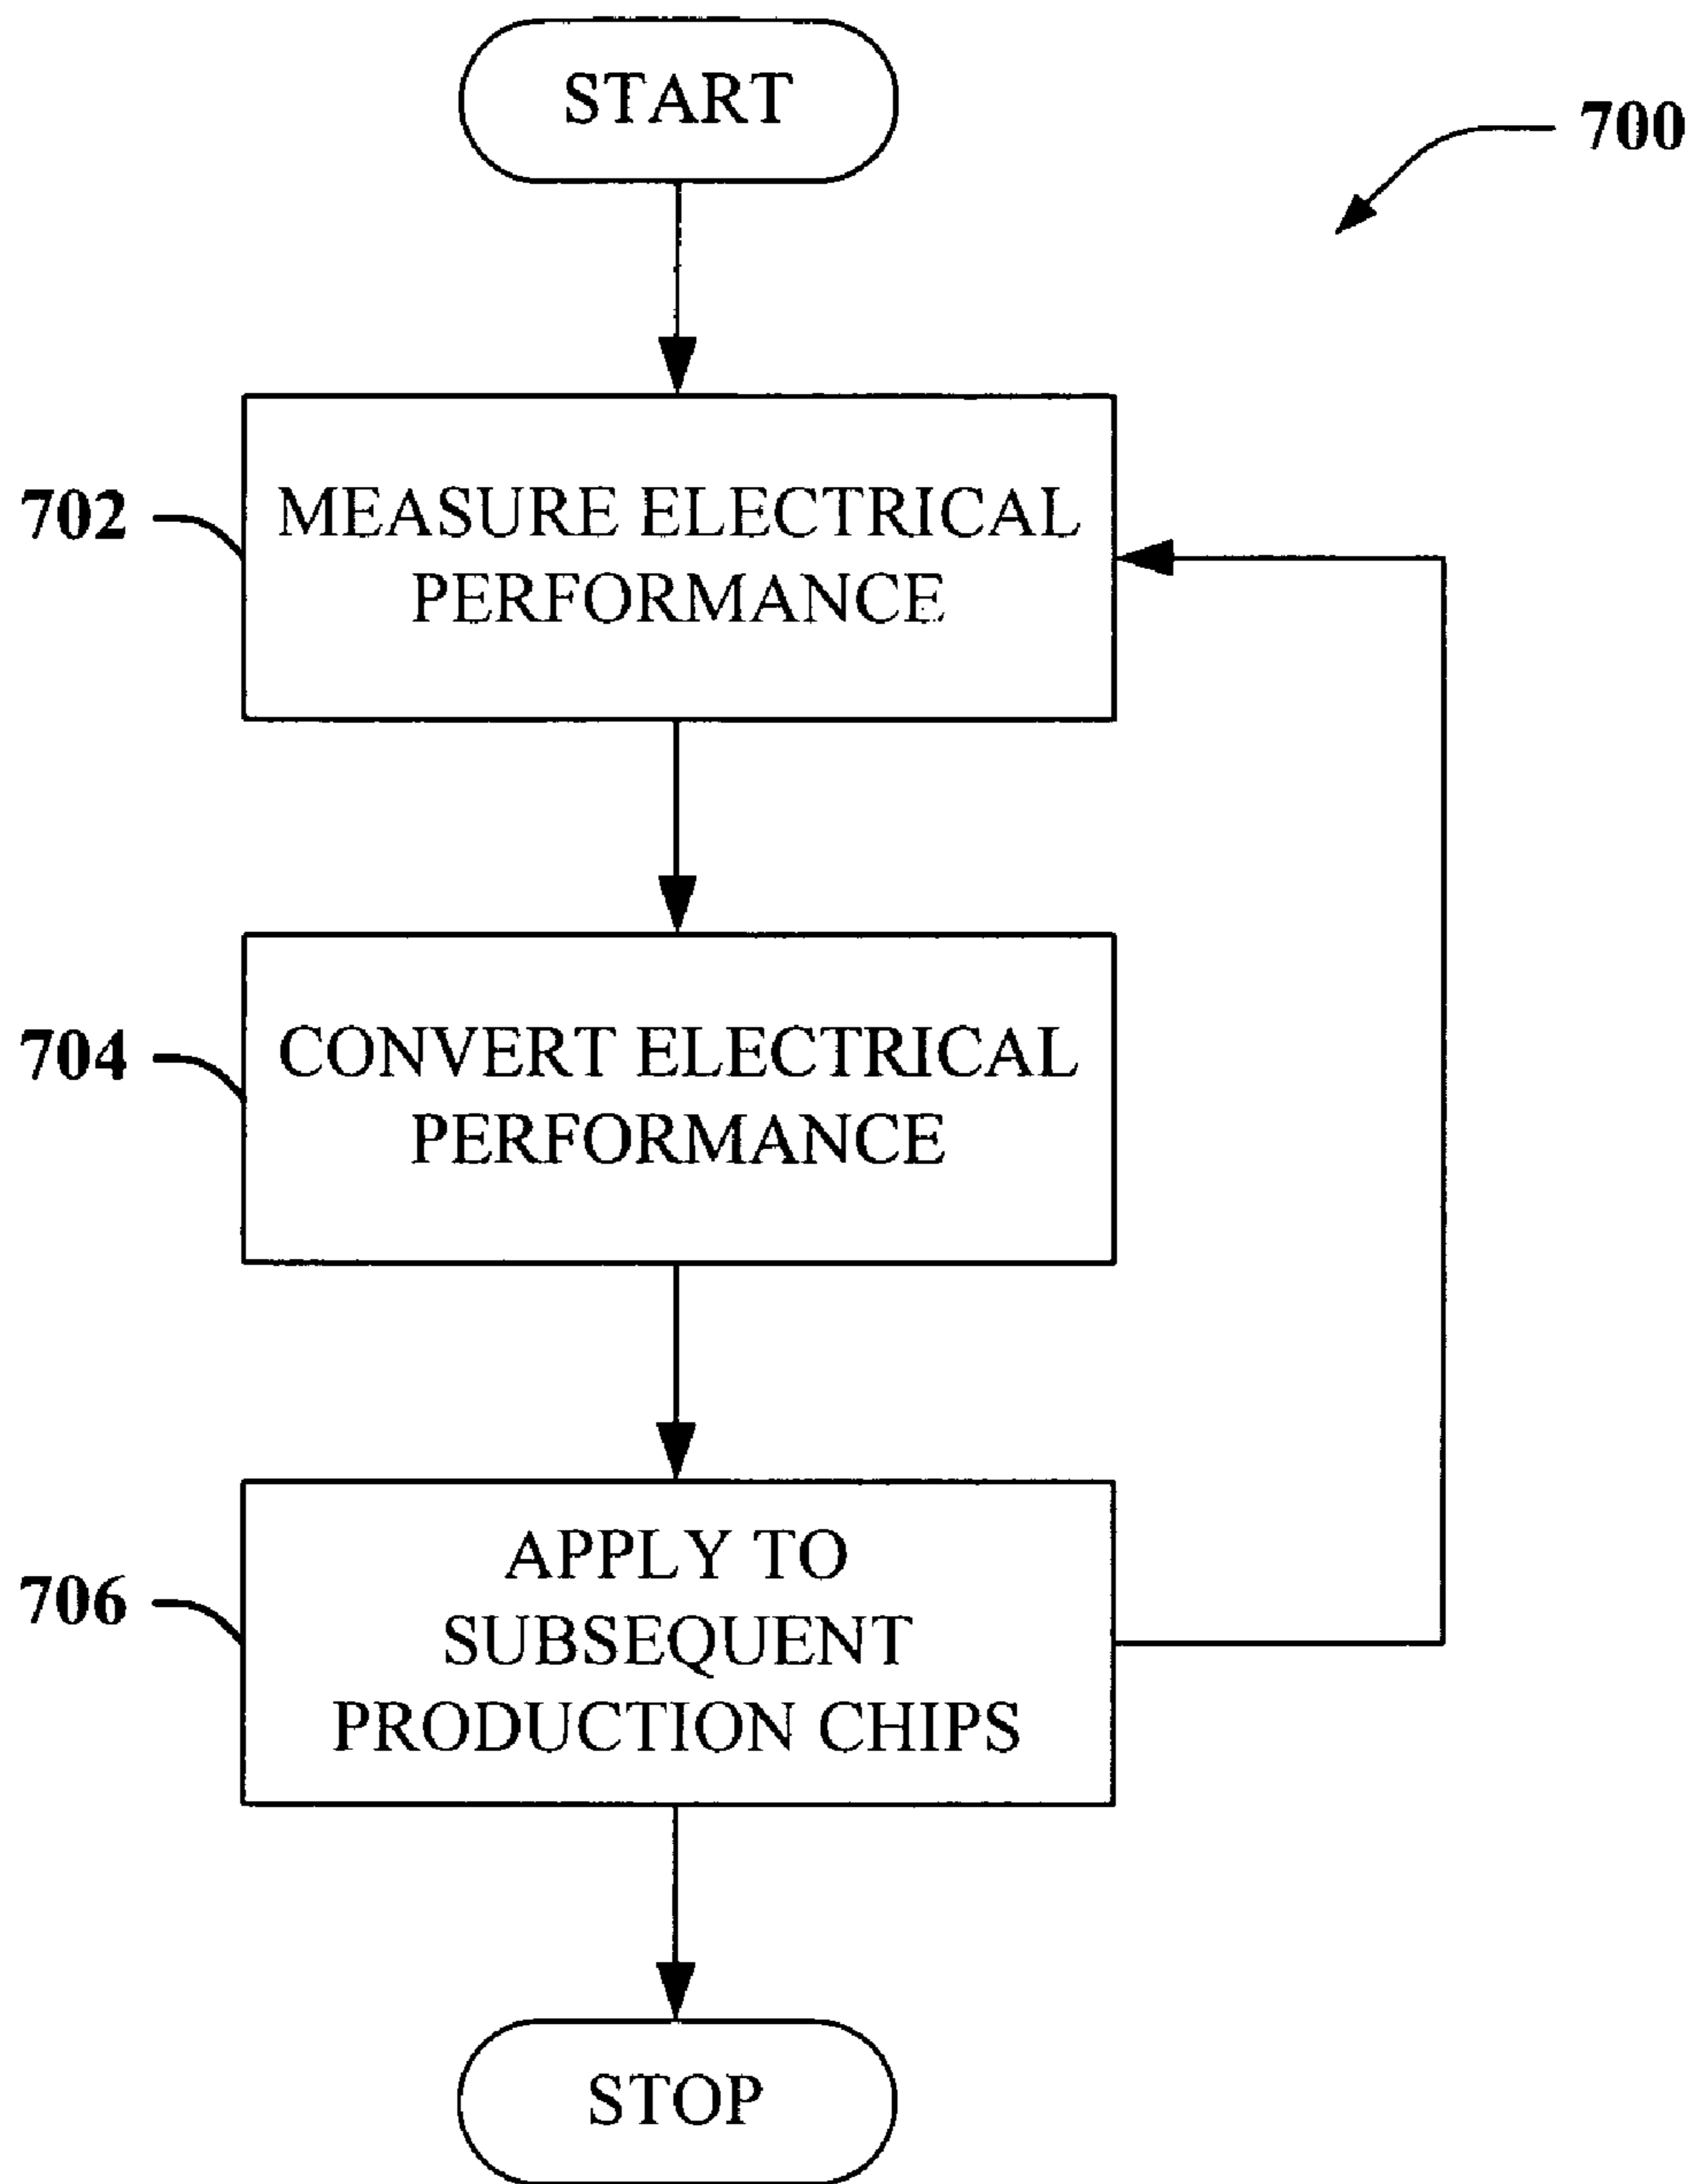 START
700
702
MEASURE ELECTRICAL
PERFORMANCE
704
CONVERT ELECTRICAL
PERFORMANCE
706
APPLY TO
SUBSEQUENT
PRODUCTION CHIPS
STOP